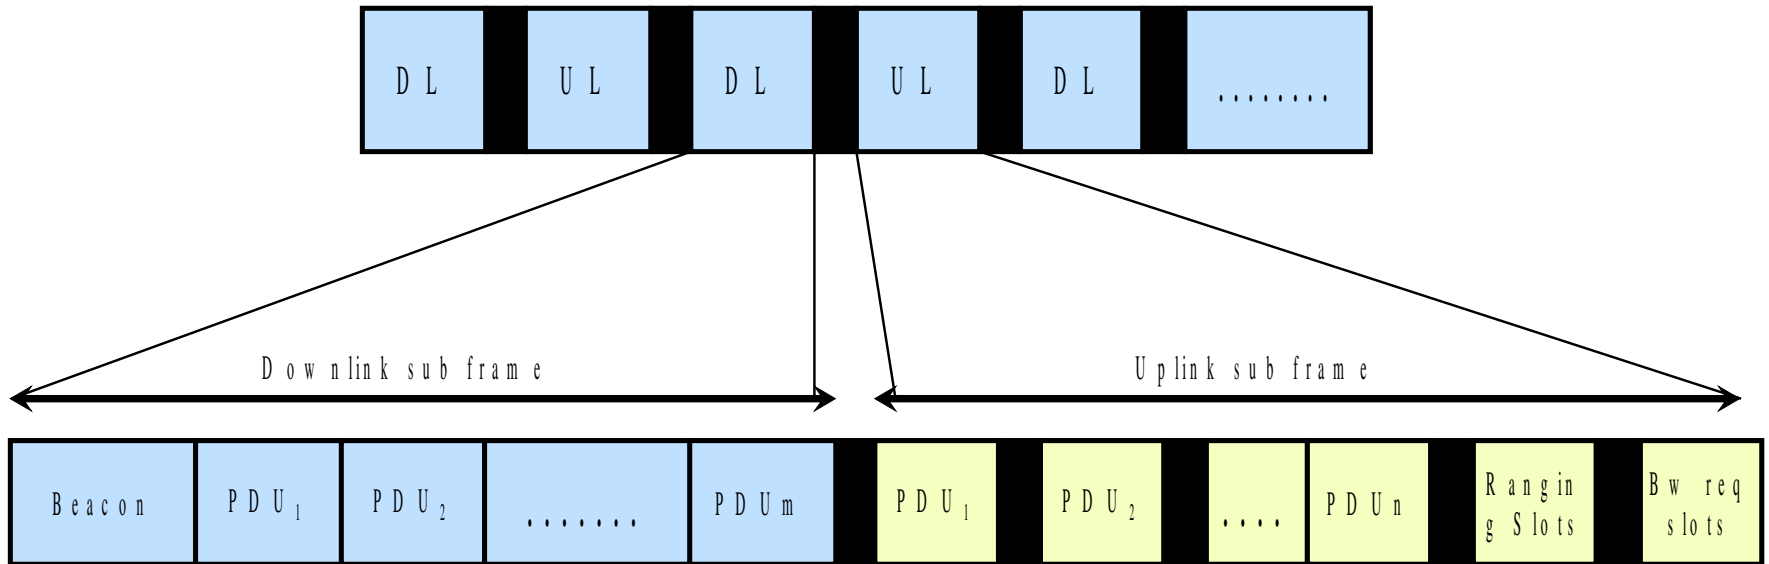 DL UL DL UL DL ........
Downlink sub frame Uplink sub frame
Beacon PDU1 PDU2 ....... PDUm PDU1 PDU2 .... PDUn Rangin Bw req
g Slots slots